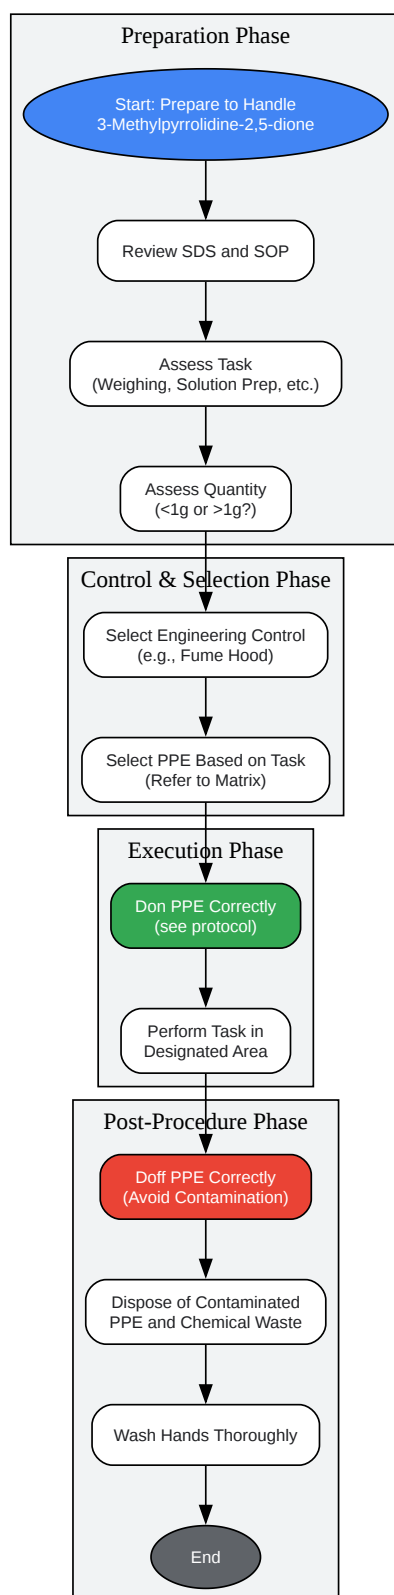 Preparation Phase
Start: Prepare to Handle
3-Methylpyrrolidine-2,5-dione
Review SDS and SOP
Assess Task
(Weighing, Solution Prep, etc.)
Assess Quantity
(<1g or >1g?)
Control & Selection Phase
Select Engineering Control
(e.g., Fume Hood)
Select PPE Based on Task
(Refer to Matrix)
Execution Phase
Don PPE Correctly
(see protocol)
Perform Task in
Designated Area
Post-Procedure Phase
Doff PPE Correctly
(Avoid Contamination)
Dispose of Contaminated
PPE and Chemical Waste
Wash Hands Thoroughly
End